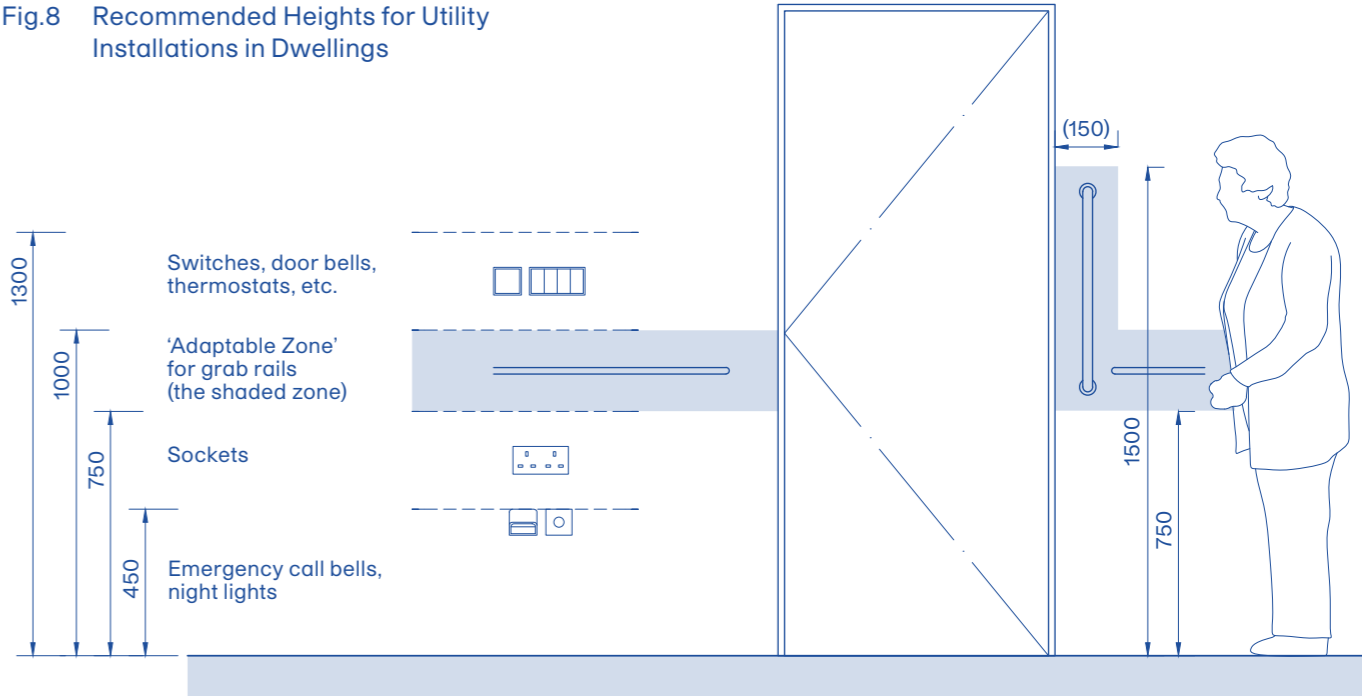 Fig.8 Recommended Heights for Utility
Installations in Dwellings
(150)
1300
Switches, door bells,
thermostats, etc.
1000
'Adaptable Zone'
for grab rails
(the shaded zone)
750
Sockets
450
Emergency call bells,
night lights
1500
750